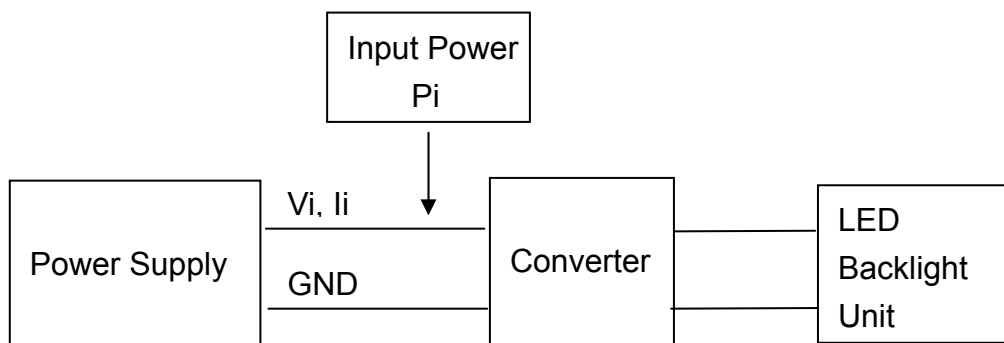 Input Power
Pi
Vi, Ii
Power Supply
GND
Converter
LED
Backlight
Unit